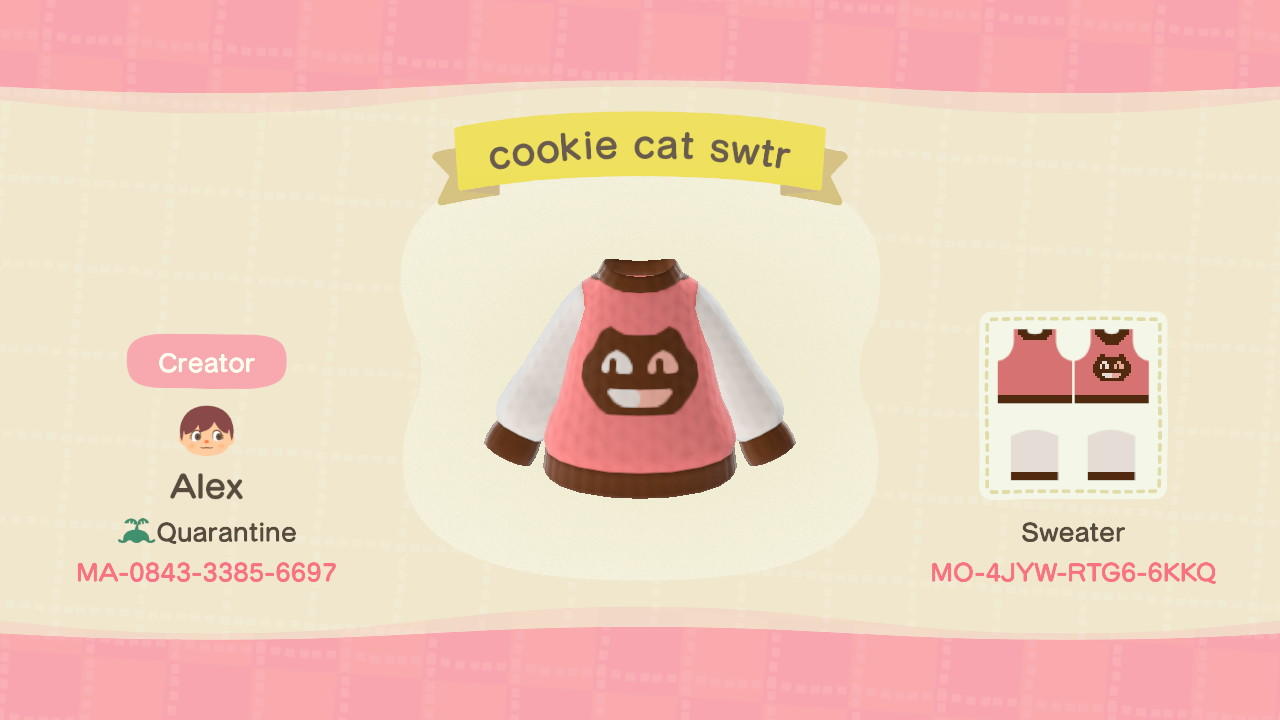 cookie cat swtr
Creator
Alex
Quarantine
MA-0843-3385-6697
Sweater
MO-4JYW-RTG6-6KKQ